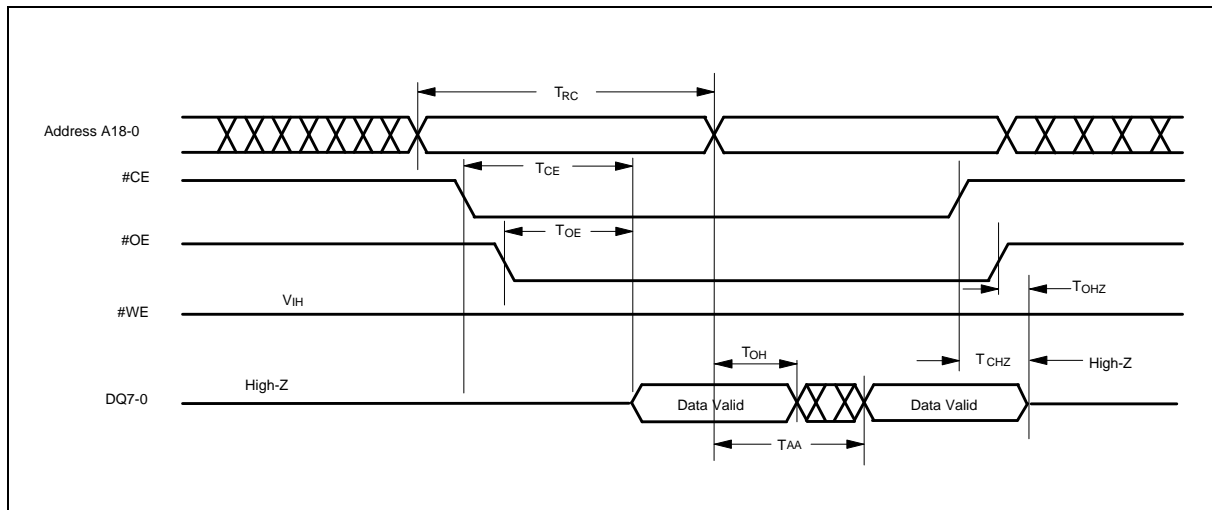 TRC
Address A18-0
TCE
#CE
TOE
#OE
TOHZ
VIH
#WE
TOH
TCHZ
High-Z
High-Z
DQ7-0
Data Valid
Data Valid
TAA